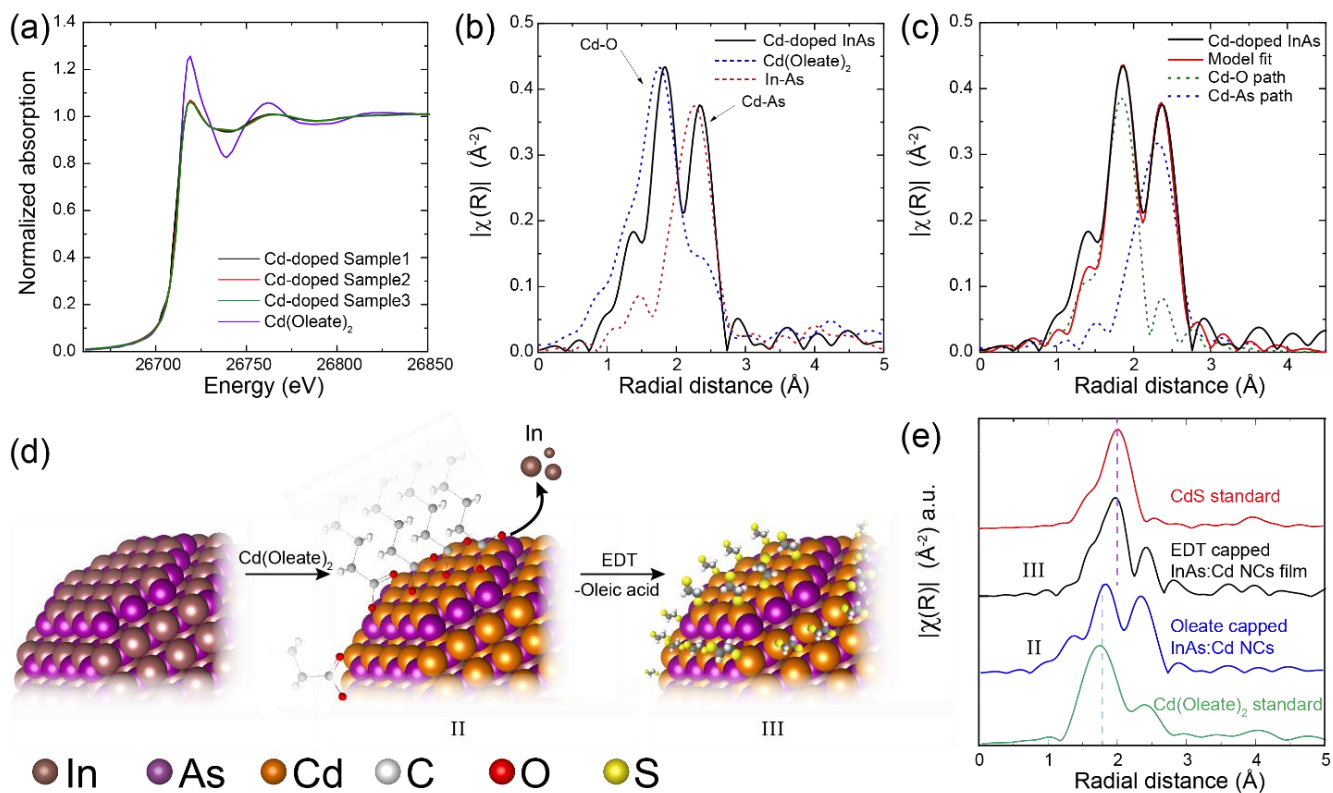 (a)
1.4
1.2
1.0
0.8
0.6
0.4
0.2
0.0
Normalized absorption
Cd-doped Sample1
Cd-doped Sample2
Cd-doped Sample3
Cd(Oleate)₂
26700
26750
26800
26850
Energy (eV)
(b)
0.5
0.4
0.3
0.2
0.1
0.0
|χ(R)| (Å⁻²)
Cd-O
Cd-As
Cd-doped InAs
Cd(Oleate)₂
In-As
0
1
2
3
4
5
Radial distance (Å)
(c)
0.5
0.4
0.3
0.2
0.1
0.0
|χ(R)| (Å⁻²)
Cd-doped InAs
Model fit
Cd-O path
Cd-As path
0
1
2
3
4
Radial distance (Å)
(d)
In
Cd(Oleate)₂
EDT
-Oleic acid
II
III
In
As
Cd
C
O
S
(e)
|χ(R)| (Å⁻²) a.u.
CdS standard
III
EDT capped
InAs:Cd NCs film
II
Oleate capped
InAs:Cd NCs
Cd(Oleate)₂ standard
0
1
2
3
4
5
Radial distance (Å)